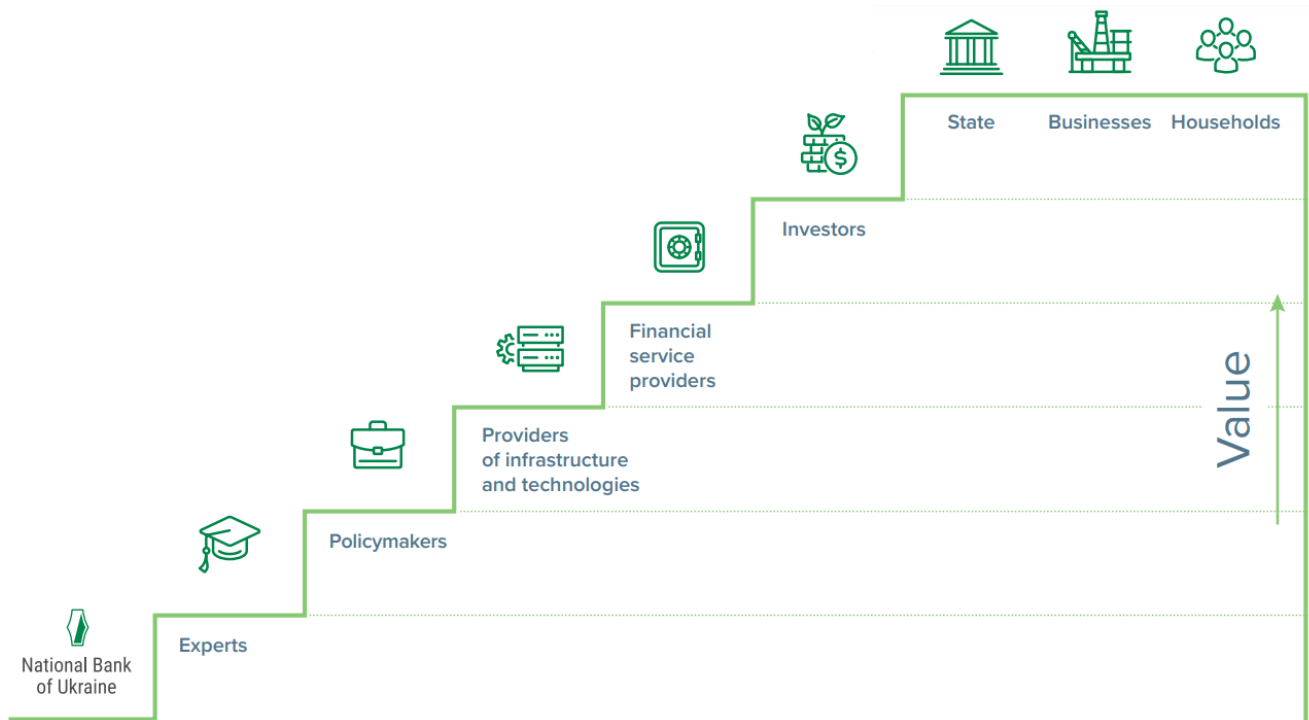 State
Businesses
Households
Investors
Financial
service
providers
Value
Providers
of infrastructure
and technologies
Policymakers
Experts
National Bank
of Ukraine
$